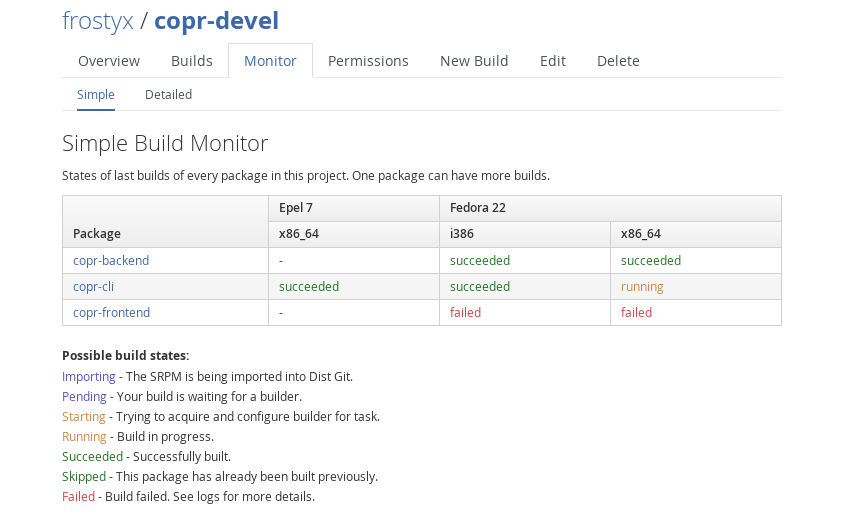 frostyx / copr-devel
Overview Builds Monitor Permissions New Build Edit Delete
Simple Detailed
Simple Build Monitor
States of last builds of every package in this project. One package can have more builds.
Epel 7 Fedora 22
Package x86_64 i386 x86_64
copr-backend - succeeded succeeded
copr-cli succeeded succeeded running
copr-frontend - failed failed
Possible build states:
Importing - The SRPM is being imported into Dist Git.
Pending - Your build is waiting for a builder.
Starting - Trying to acquire and configure builder for task.
Running - Build in progress.
Succeeded - Successfully built.
Skipped - This package has already been built previously.
Failed - Build failed. See logs for more details.